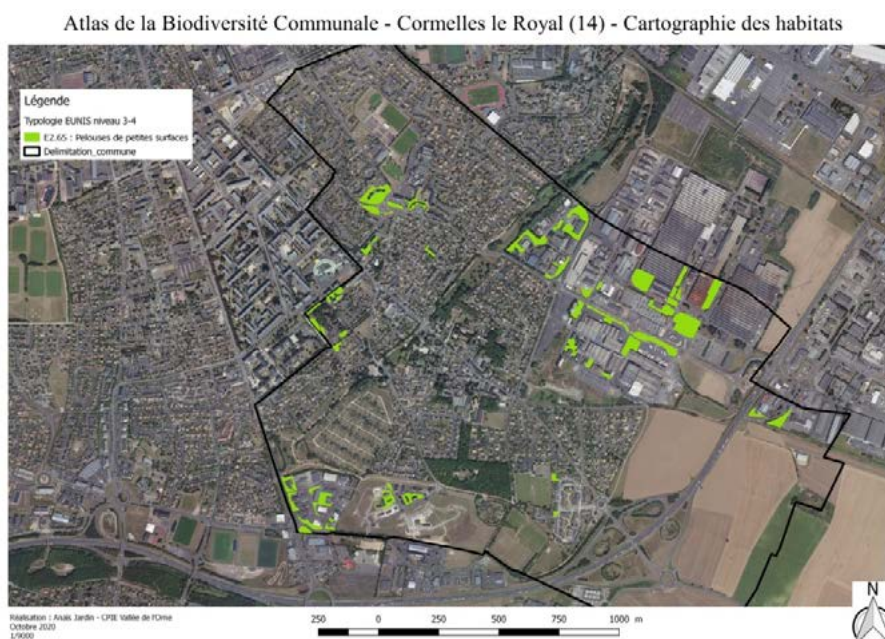 Atlas de la Biodiversité Communale - Cormelles le Royal (14) - Cartographie des habitats
Légende
Typologie EUNIS niveau 3-4
E2.65 : Pelouses de petites surfaces
Delimitation_commune
N
Réalisation : Anaïs Jardin - CPIE Vallée de l'Orne
Octobre 2020
1/9000
250 0 250 500 750 1000 m